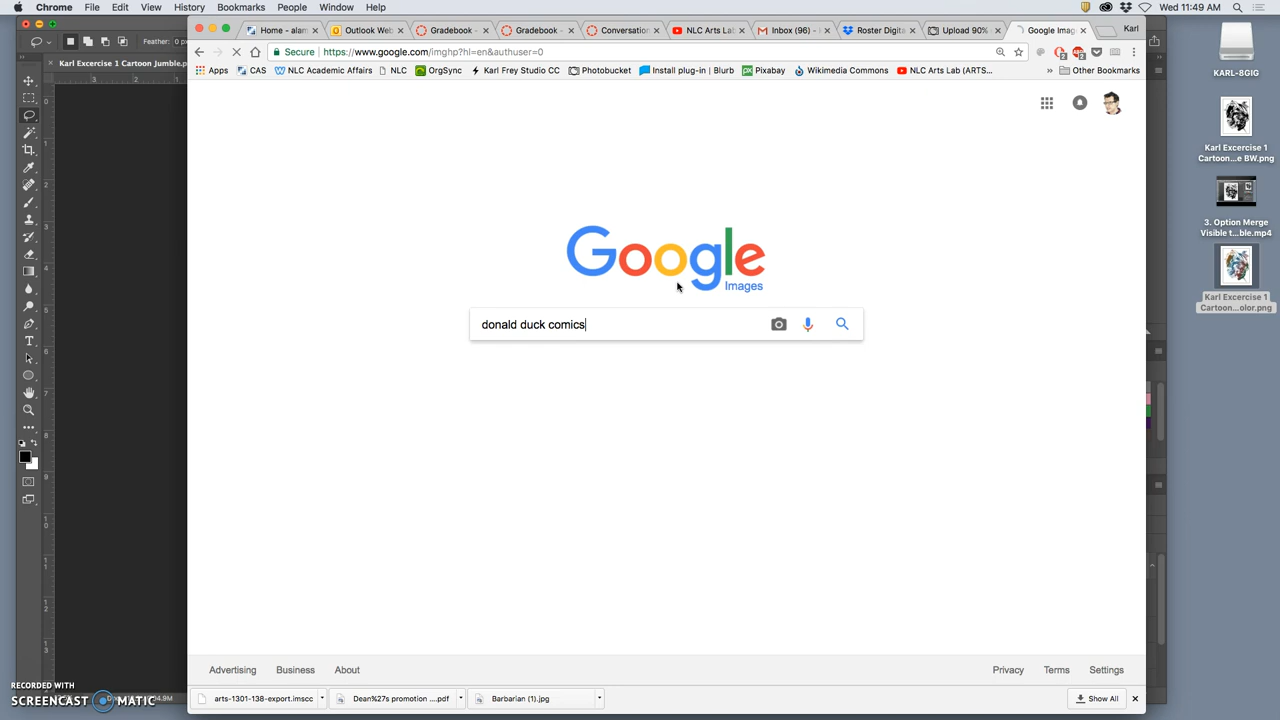 Chrome File Edit View History Bookmarks People Window Help
Wed 11:49 AM
Home - 
Outlook Web
Gradebook -
Gradebook -
Conversation
NLC Arts Lab
Inbox (96) -
Roster Digita
Upload 90%
Google Imag
Karl
Feather: 0 p
Secure https://www.google.com/imghp?hl=en&authuser=0
Karl Excercise 1 Cartoon Jumble.p
Apps CAS NLC Academic Affairs NLC OrgSync Karl Frey Studio CC Photobucket Install plug-in | Blurb Pixabay Wikimedia Commons NLC Arts Lab (ARTS... » Other Bookmarks
KARL-8GIG
Karl Excercise 1
Cartoon...e BW.png
3. Option Merge
Visible t...ble.mp4
Karl Excercise 1
Cartoon...olor.png
Google
Images
donald duck comics
Advertising Business About
Privacy Terms Settings
arts-1301-138-export.imscc
Dean%27s promotion ....pdf
Barbarian (1).jpg
Show All
RECORDED WITH
SCREENCAST MATIC